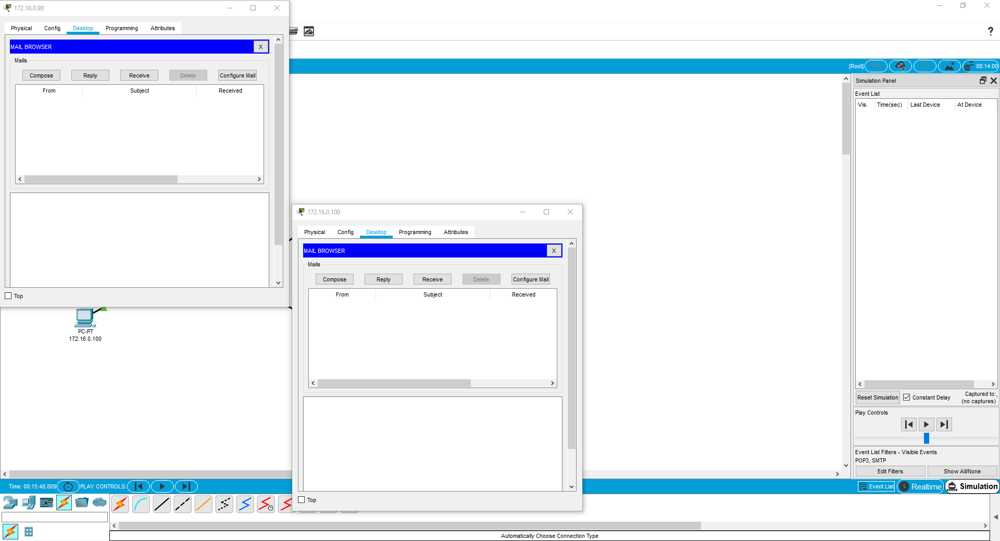 172.16.0.90
Physical Config Desktop Programming Attributes
MAIL BROWSER X
Mails
Compose Reply Receive Delete Configure Mail
From Subject Received
Top
PC-PT
172.16.0.100
172.16.0.100
Physical Config Desktop Programming Attributes
MAIL BROWSER X
Mails
Compose Reply Receive Delete Configure Mail
From Subject Received
Top
?
[Root] 08:14:00
Simulation Panel
Event List
Vis. Time(sec) Last Device At Device
Reset Simulation Constant Delay Captured to:
(no captures)
Play Controls
Event List Filters - Visible Events
POP3, SMTP
Edit Filters Show All/None
Time: 00:15:48.809 PLAY CONTROLS: Event List Realtime Simulation
Automatically Choose Connection Type